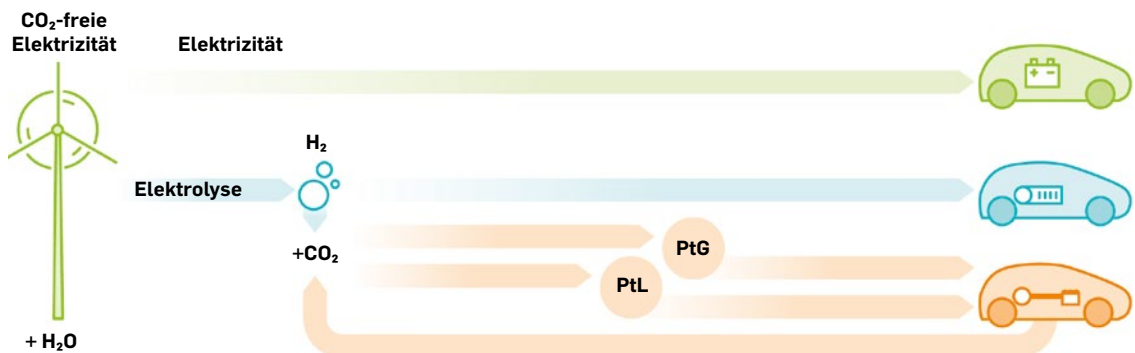 CO₂-freie
Elektrizität
Elektrizität
H₂
Elektrolyse
+CO₂
PtG
PtL
+ H₂O